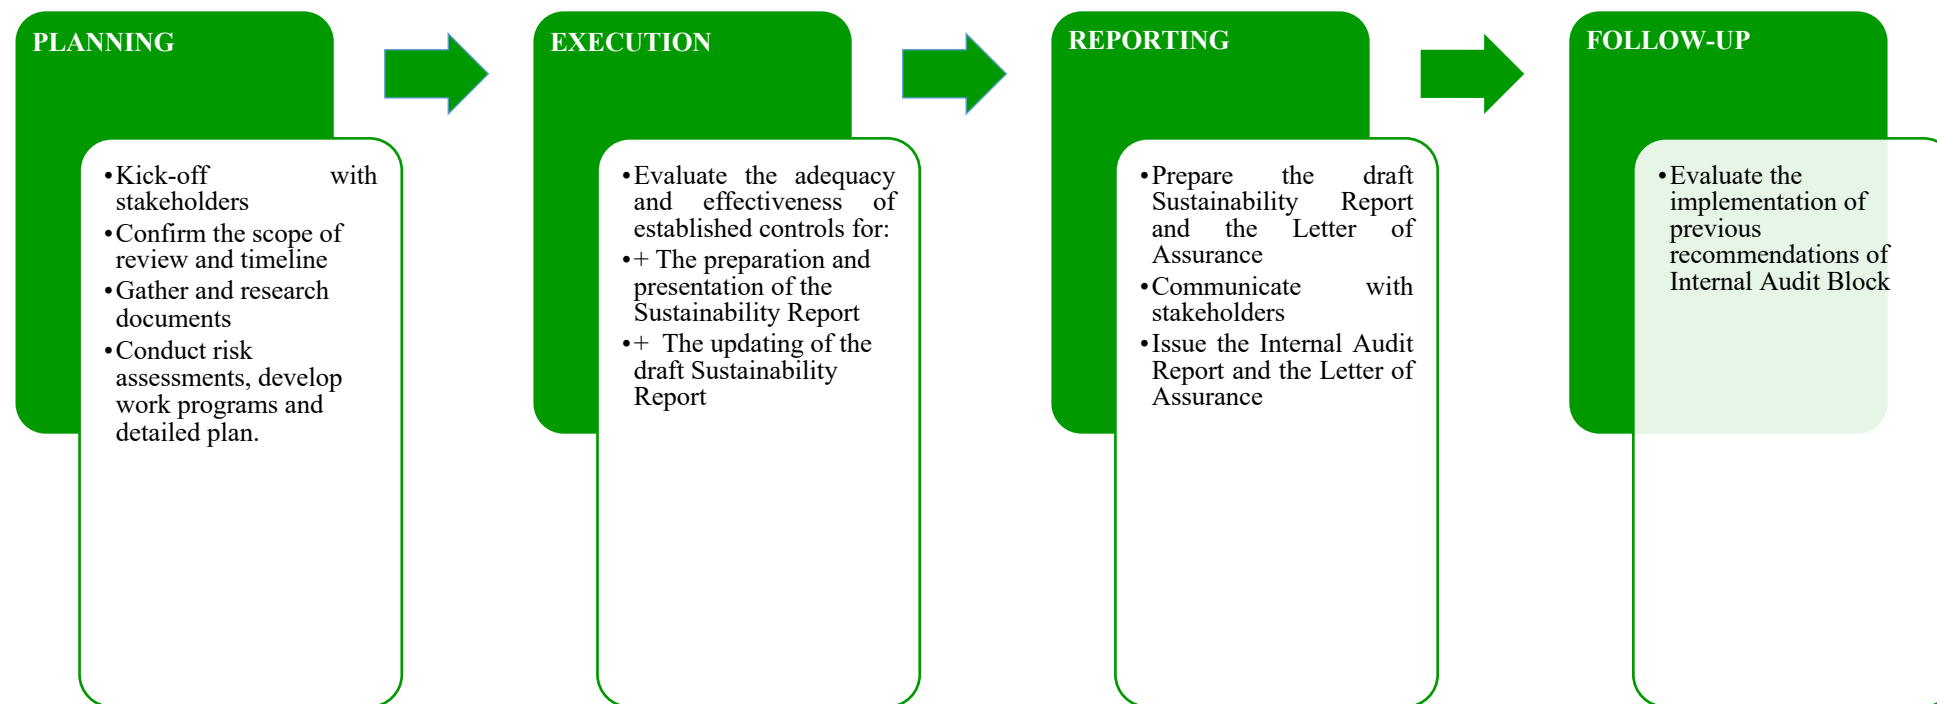 PLANNING
•Kick-off with
stakeholders
•Confirm the scope of
review and timeline
•Gather and research
documents
•Conduct risk
assessments, develop
work programs and
detailed plan.
EXECUTION
•Evaluate the adequacy
and effectiveness of
established controls for:
•+ The preparation and
presentation of the
Sustainability Report
•+ The updating of the
draft Sustainability
Report
REPORTING
•Prepare the draft
Sustainability Report
and the Letter of
Assurance
•Communicate with
stakeholders
•Issue the Internal Audit
Report and the Letter of
Assurance
FOLLOW-UP
•Evaluate the
implementation of
previous
recommendations of
Internal Audit Block